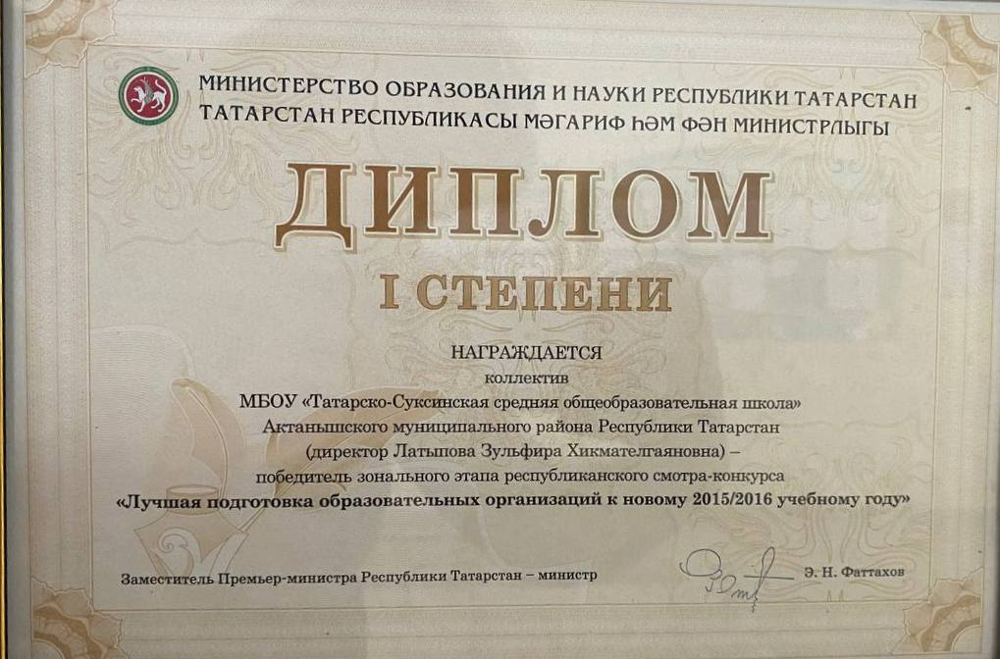 МИНИСТЕРСТВО ОБРАЗОВАНИЯ И НАУКИ РЕСПУБЛИКИ ТАТАРСТАН
ТАТАРСТАН РЕСПУБЛИКАСЫ МӘГАРИФ ҺӘМ ФӘН МИНИСТРЛЫГЫ
ДИПЛОМ
I СТЕПЕНИ
НАГРАЖДАЕТСЯ
коллектив
МБОУ «Татарско-Суксинская средняя общеобразовательная школа»
Актанышского муниципального района Республики Татарстан
(директор Латыпова Зульфира Хикмателгаяновна) –
победитель зонального этапа республиканского смотра-конкурса
«Лучшая подготовка образовательных организаций к новому 2015/2016 учебному году»
Заместитель Премьер-министра Республики Татарстан – министр Э. Н. Фаттахов